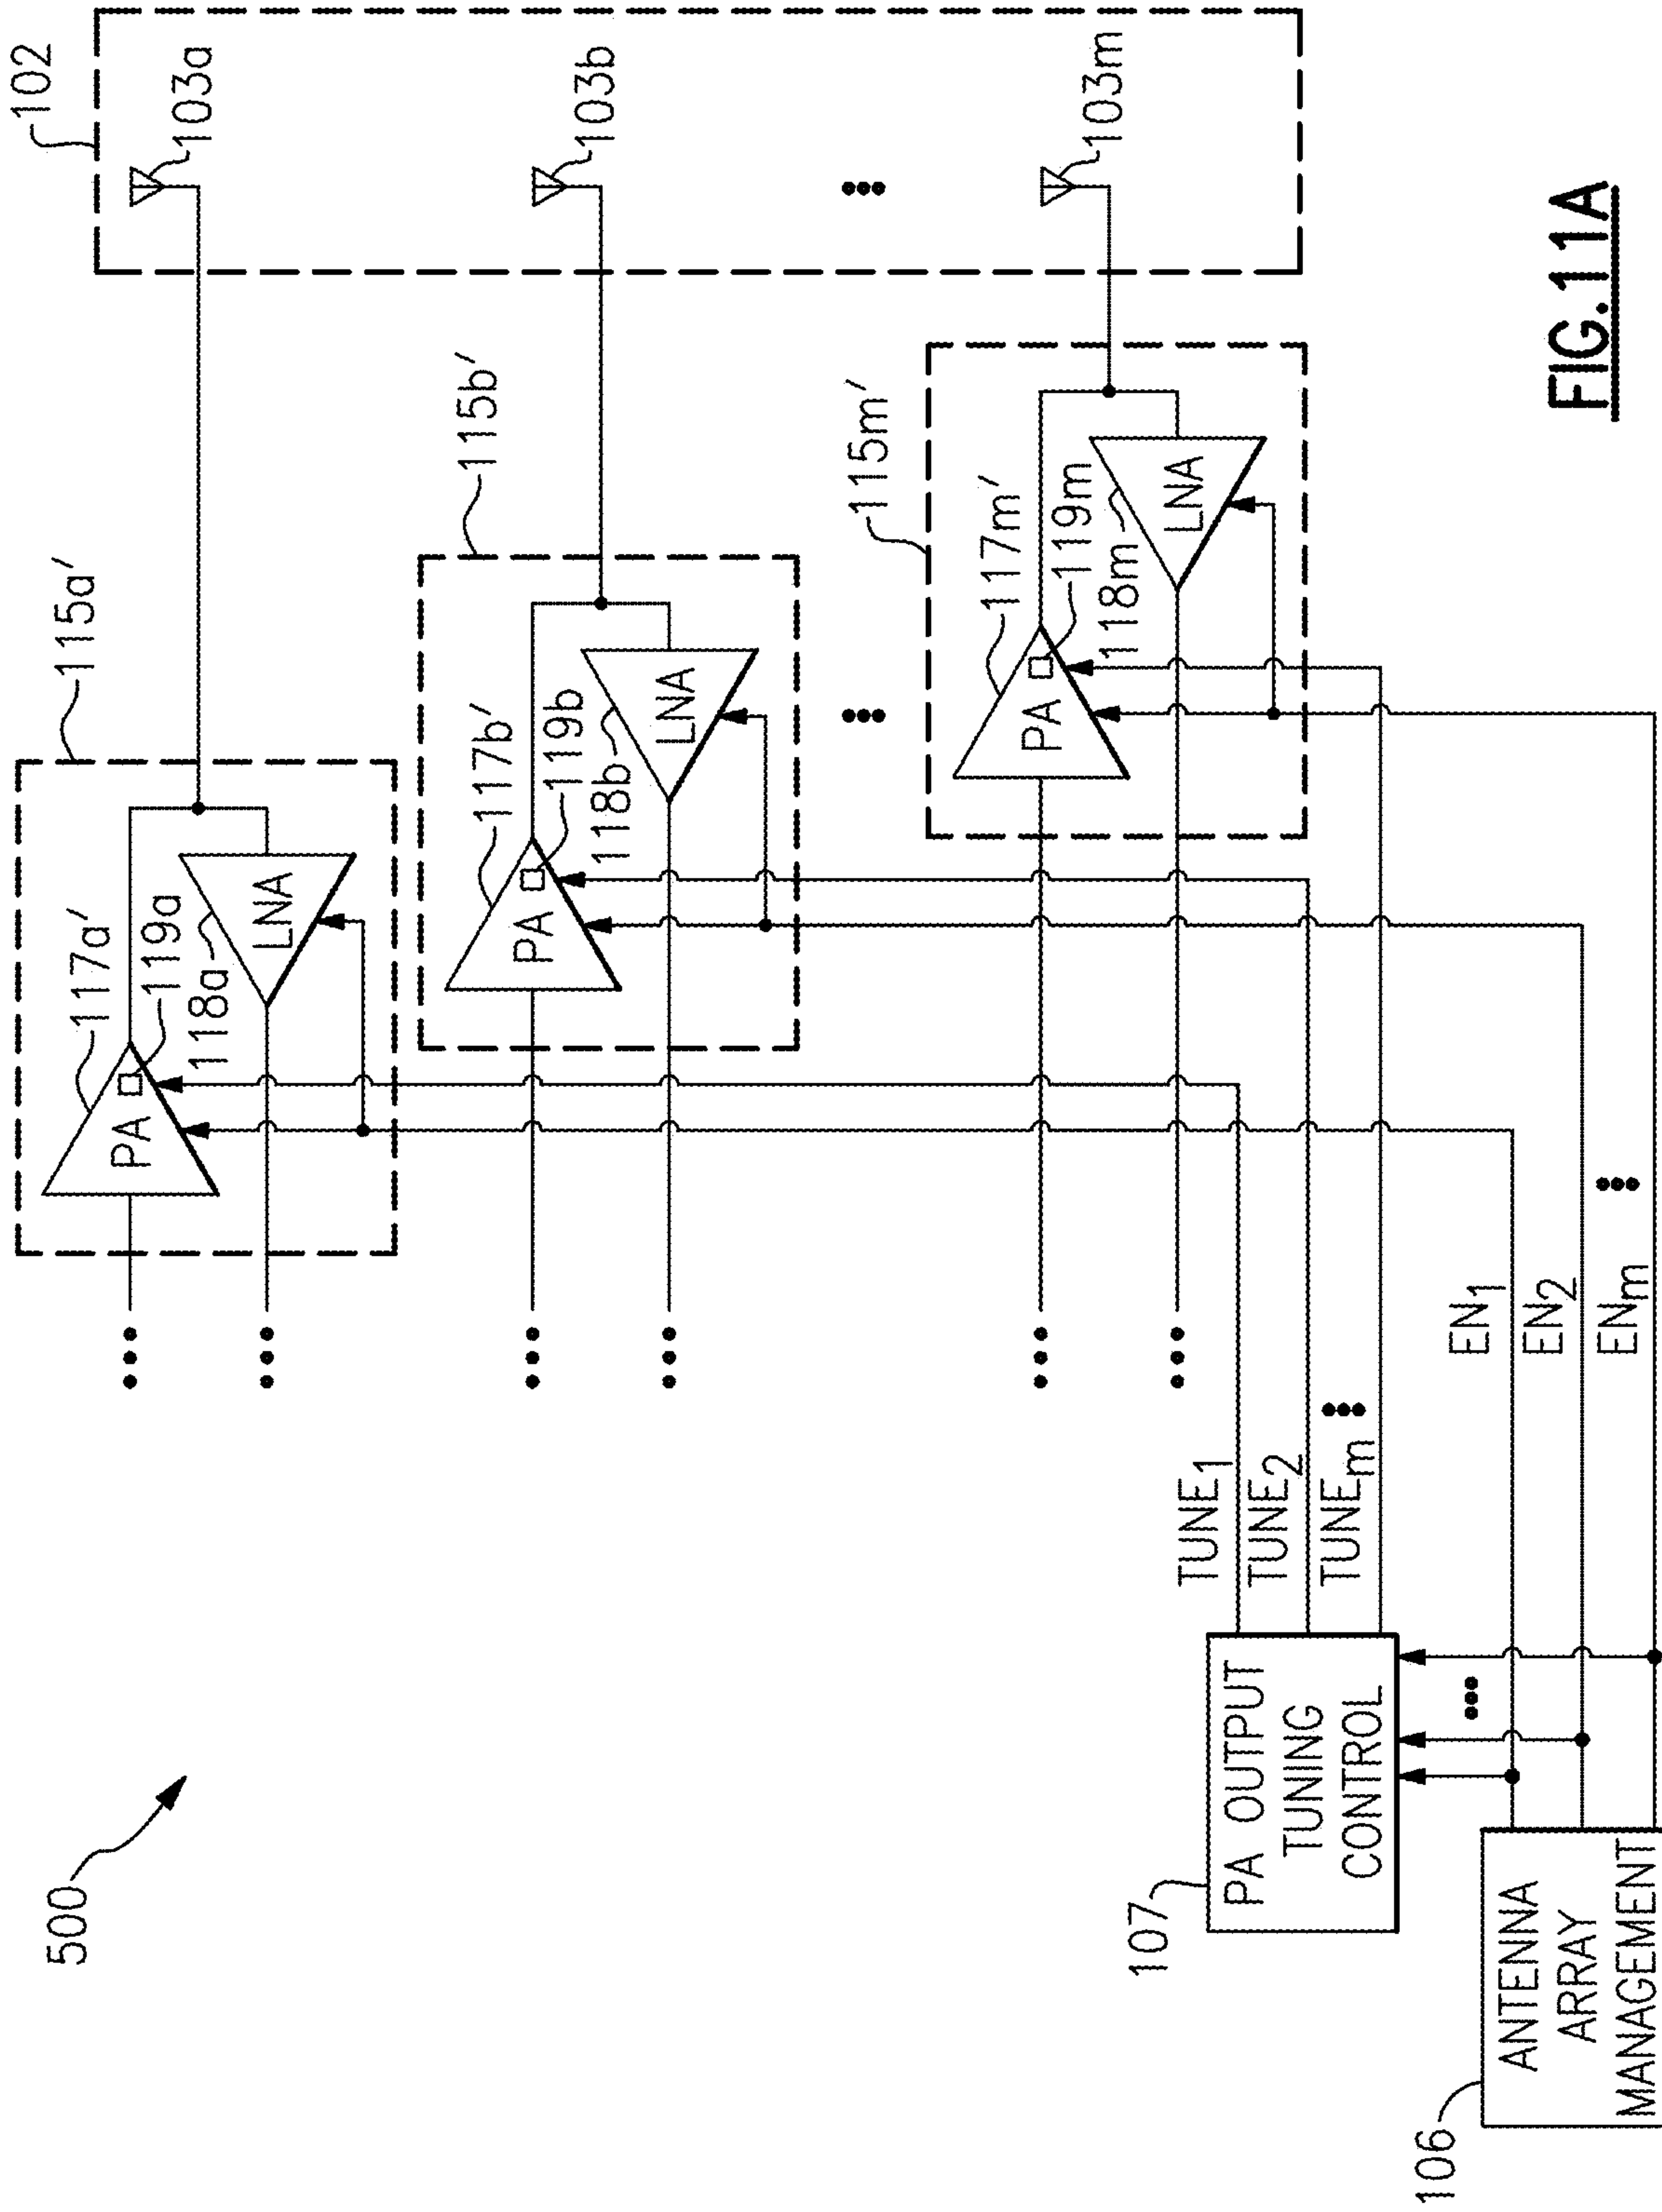 500
102
103a
103b
103m
115a′
117a′
119a
118a
PA
LNA
115b′
117b′
119b
118b
PA
LNA
115m′
117m′
119m
118m
PA
LNA
TUNE1
TUNE2
TUNEm
EN1
EN2
ENm
107
PA OUTPUT
TUNING
CONTROL
106
ANTENNA
ARRAY
MANAGEMENT
FIG.11A